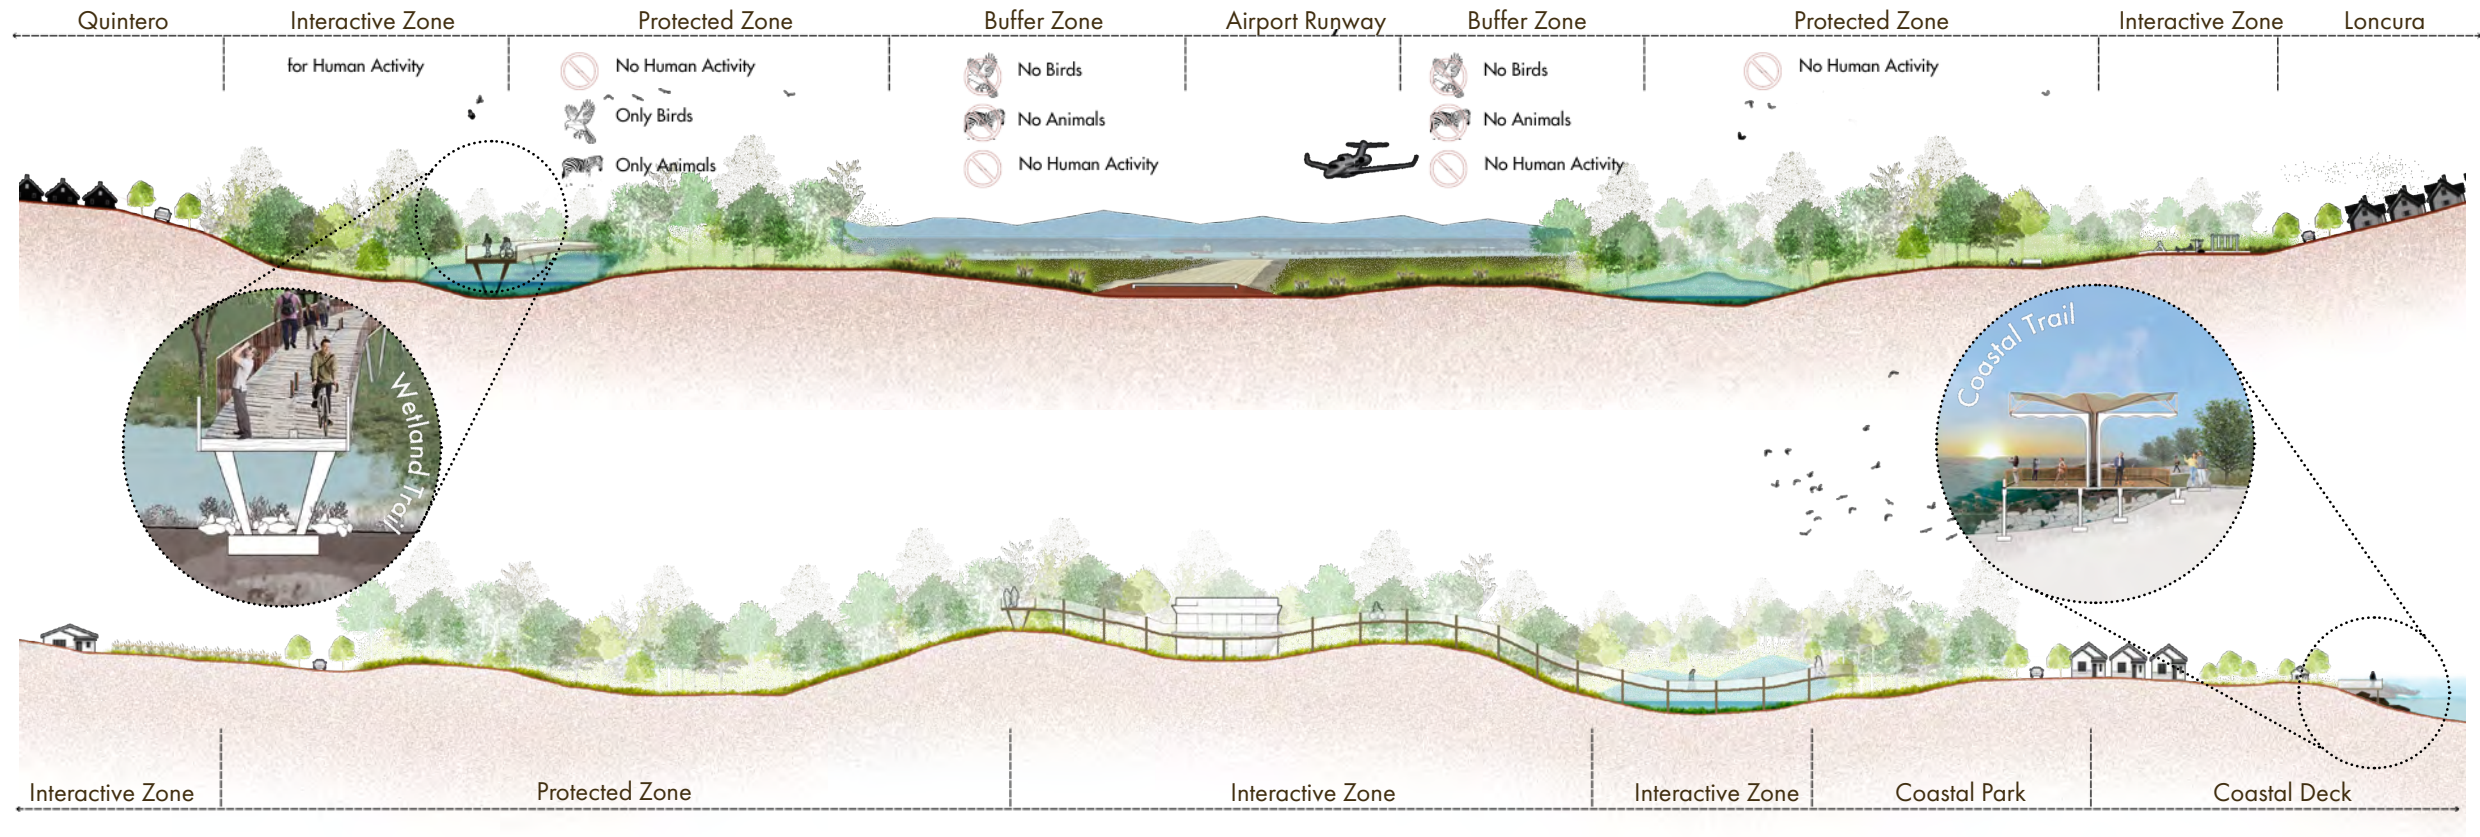 Quintero
Interactive Zone
Protected Zone
Buffer Zone
Airport Runway
Buffer Zone
Protected Zone
Interactive Zone
Loncura
for Human Activity
No Human Activity
Only Birds
Only Animals
No Birds
No Animals
No Human Activity
No Birds
No Animals
No Human Activity
No Human Activity
Wetland Trail
Coastal Trail
Interactive Zone
Protected Zone
Interactive Zone
Interactive Zone
Coastal Park
Coastal Deck